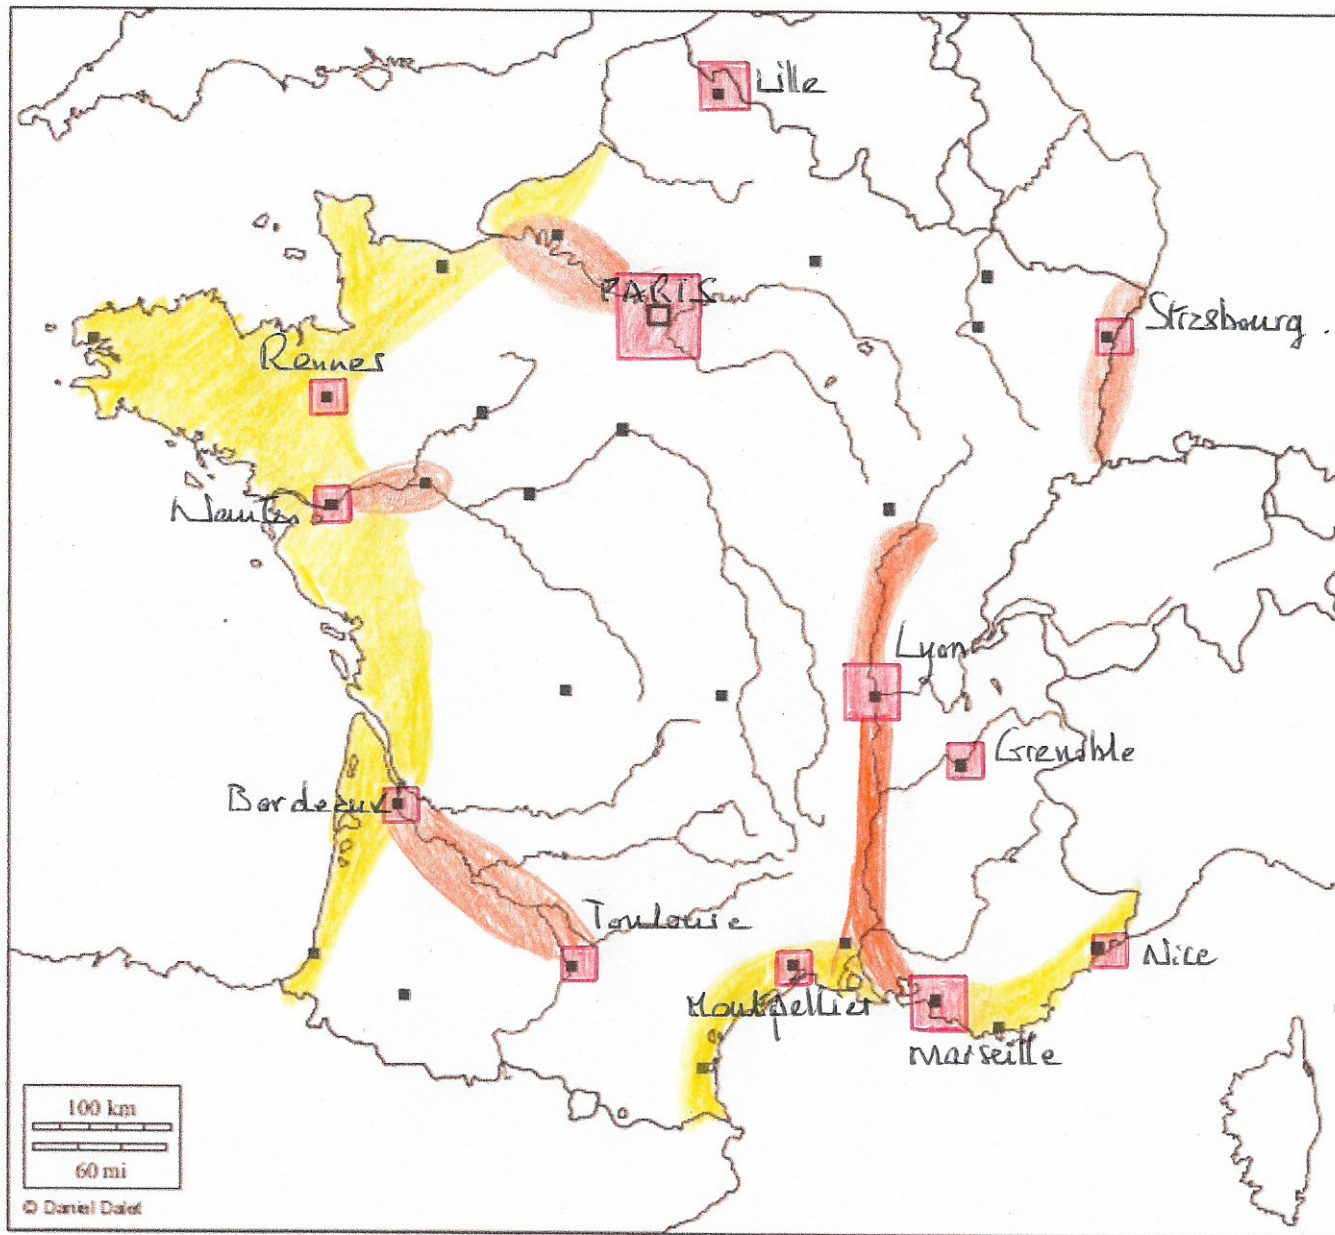 Lille
PARIS
Strasbourg
Rennes
Nantes
Lyon
Grenoble
Bordeaux
Toulouse
Nice
Montpellier
Marseille
100 km
60 mi
© Daniel Dalet